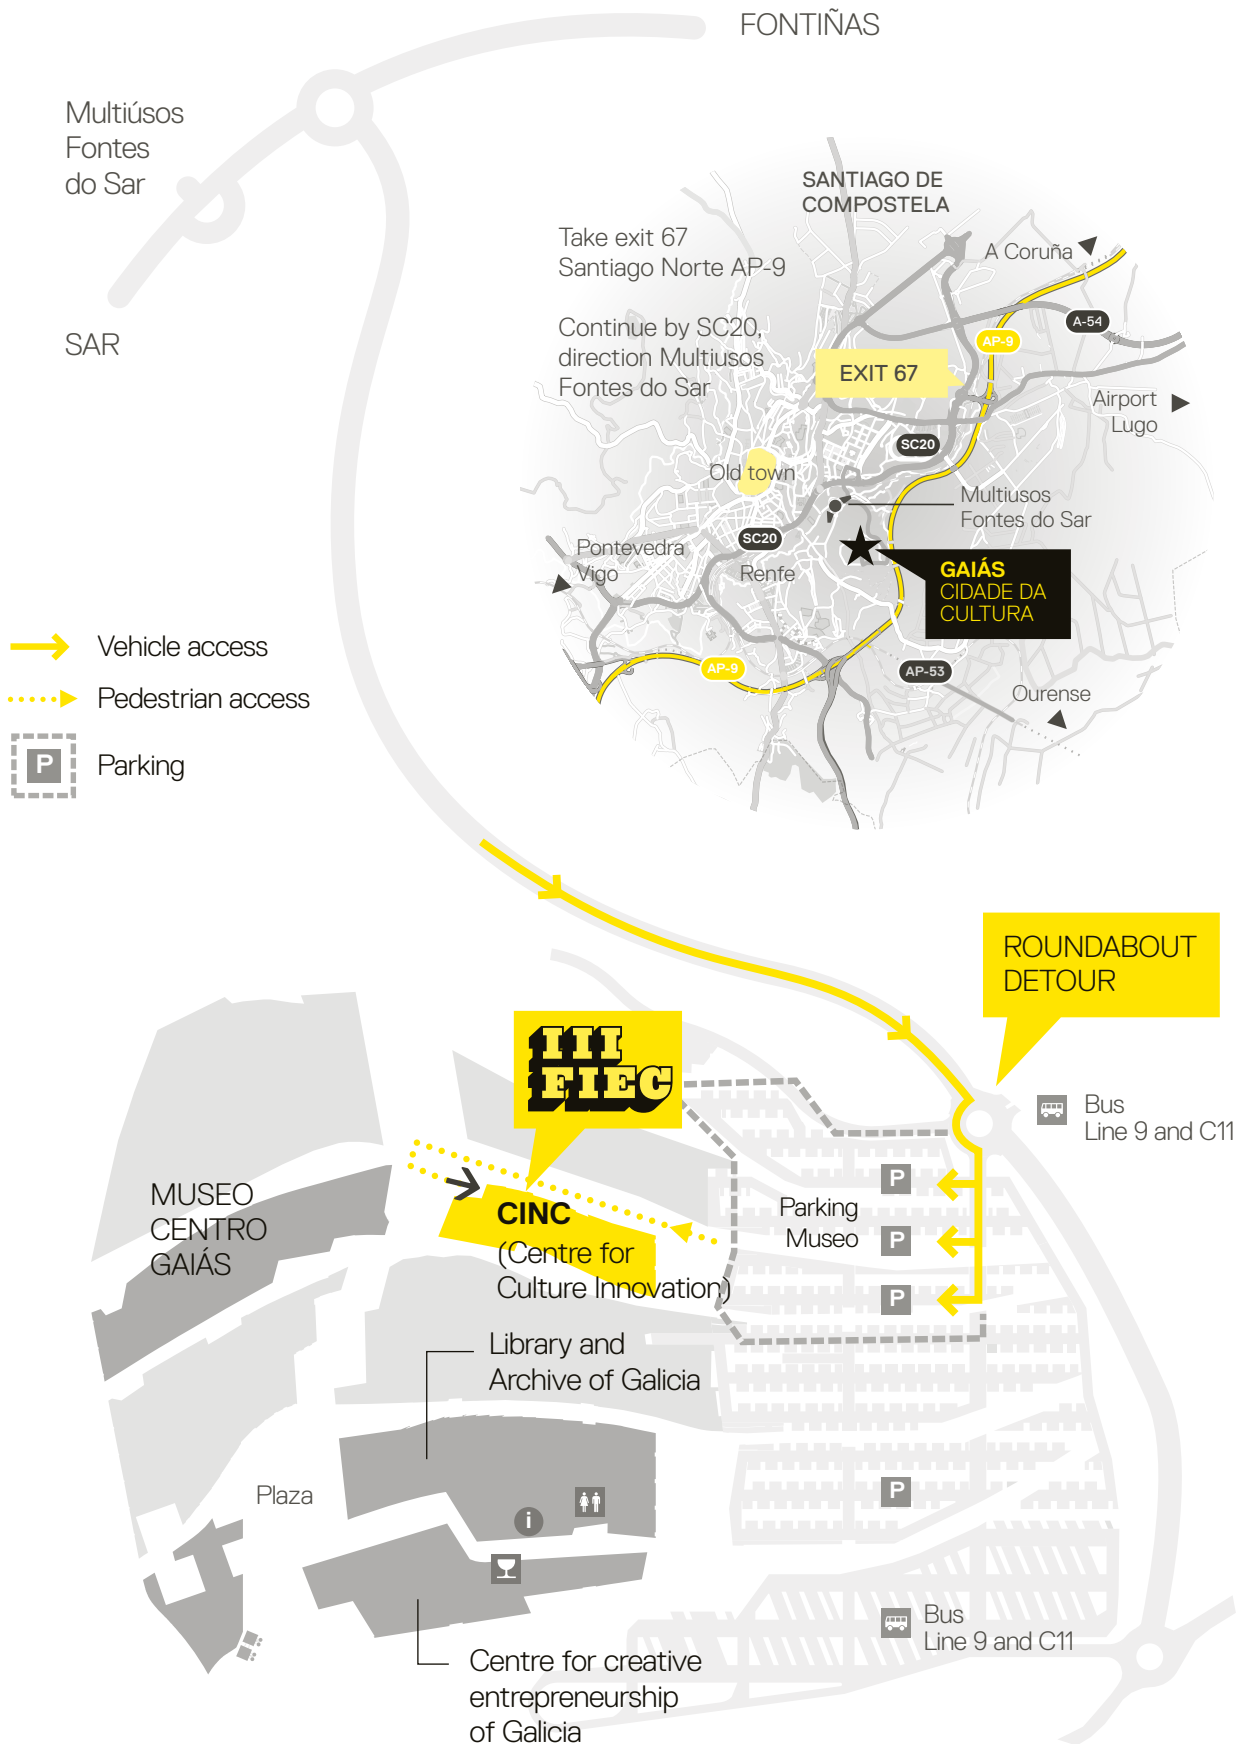 FONTIÑAS
Multiúsos
Fontes
do Sar
SAR
SANTIAGO DE
COMPOSTELA
Take exit 67
Santiago Norte AP-9
Continue by SC20,
direction Multiusos
Fontes do Sar
A Coruña
A-54
AP-9
EXIT 67
Airport
Lugo
SC20
Old town
Multiusos
Fontes do Sar
SC20
Pontevedra
Vigo
Renfe
GAIÁS
CIDADE DA
CULTURA
AP-9
AP-53
Ourense
Vehicle access
Pedestrian access
P
Parking
ROUNDABOUT
DETOUR
III
FIEC
Bus
Line 9 and C11
MUSEO
CENTRO
GAIÁS
CINC
(Centre for
Culture Innovation)
Parking
Museo
P
P
P
Library and
Archive of Galicia
Plaza
P
i
Bus
Line 9 and C11
Centre for creative
entrepreneurship
of Galicia